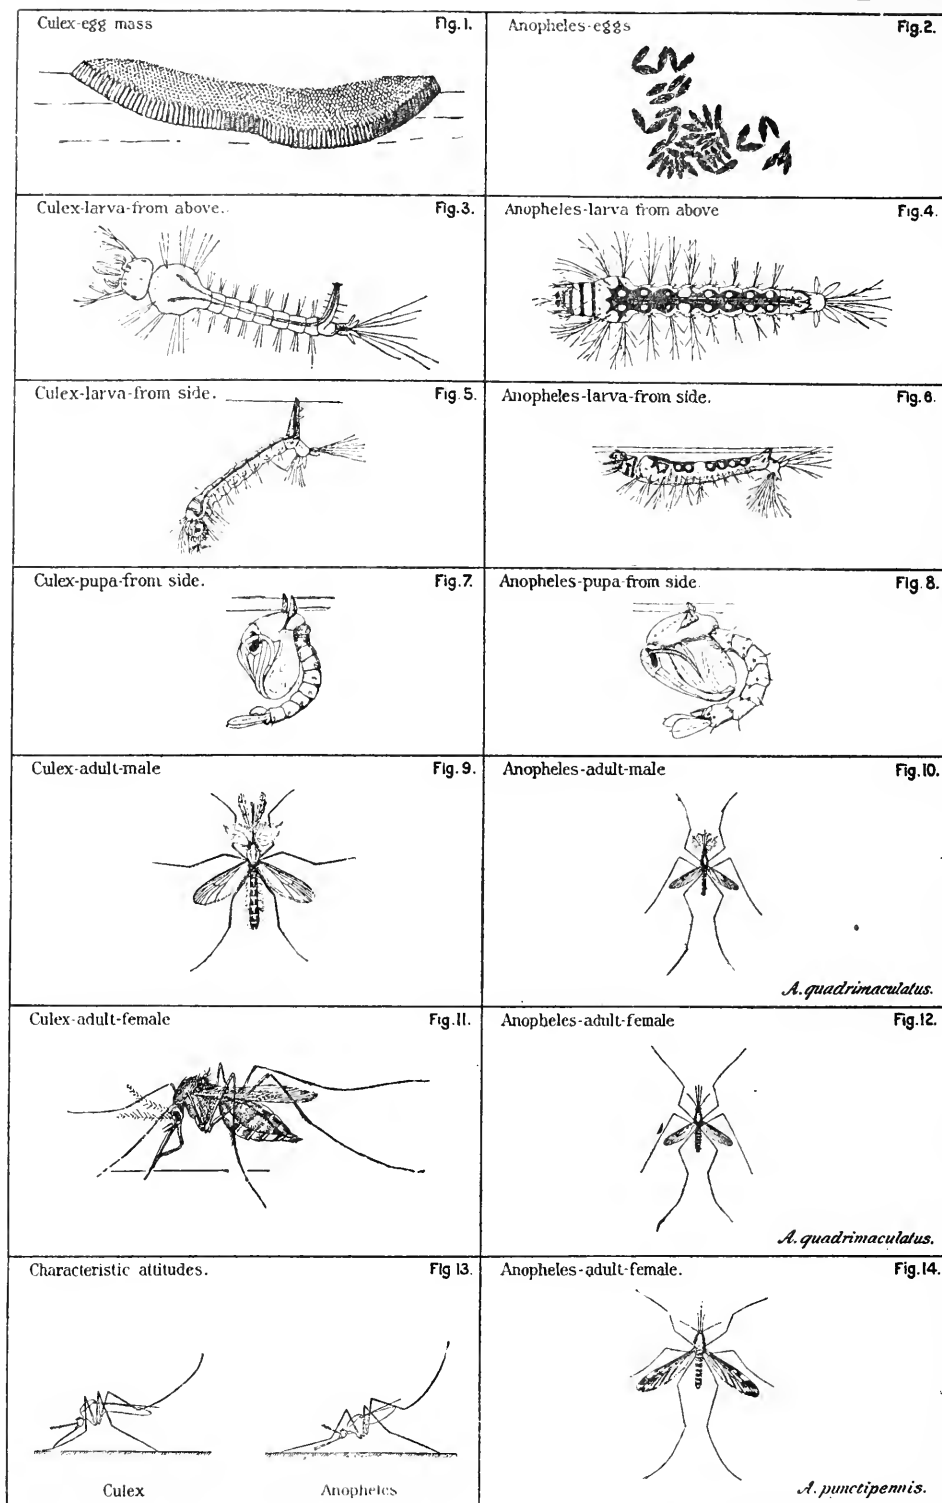 Culex-egg mass Fig.1.
Anopheles-eggs Fig.2.
Culex-larva-from above. Fig.3.
Anopheles-larva from above Fig.4.
Culex-larva-from side. Fig.5.
Anopheles-larva-from side. Fig.6.
Culex-pupa-from side. Fig.7.
Anopheles-pupa-from side. Fig.8.
Culex-adult-male Fig.9.
Anopheles-adult-male Fig.10.
A. quadrimaculatus.
Culex-adult-female Fig.11.
Anopheles-adult-female Fig.12.
A. quadrimaculatus.
Characteristic attitudes. Fig 13.
Culex Anopheles
Anopheles-adult-female. Fig.14.
A. punctipennis.